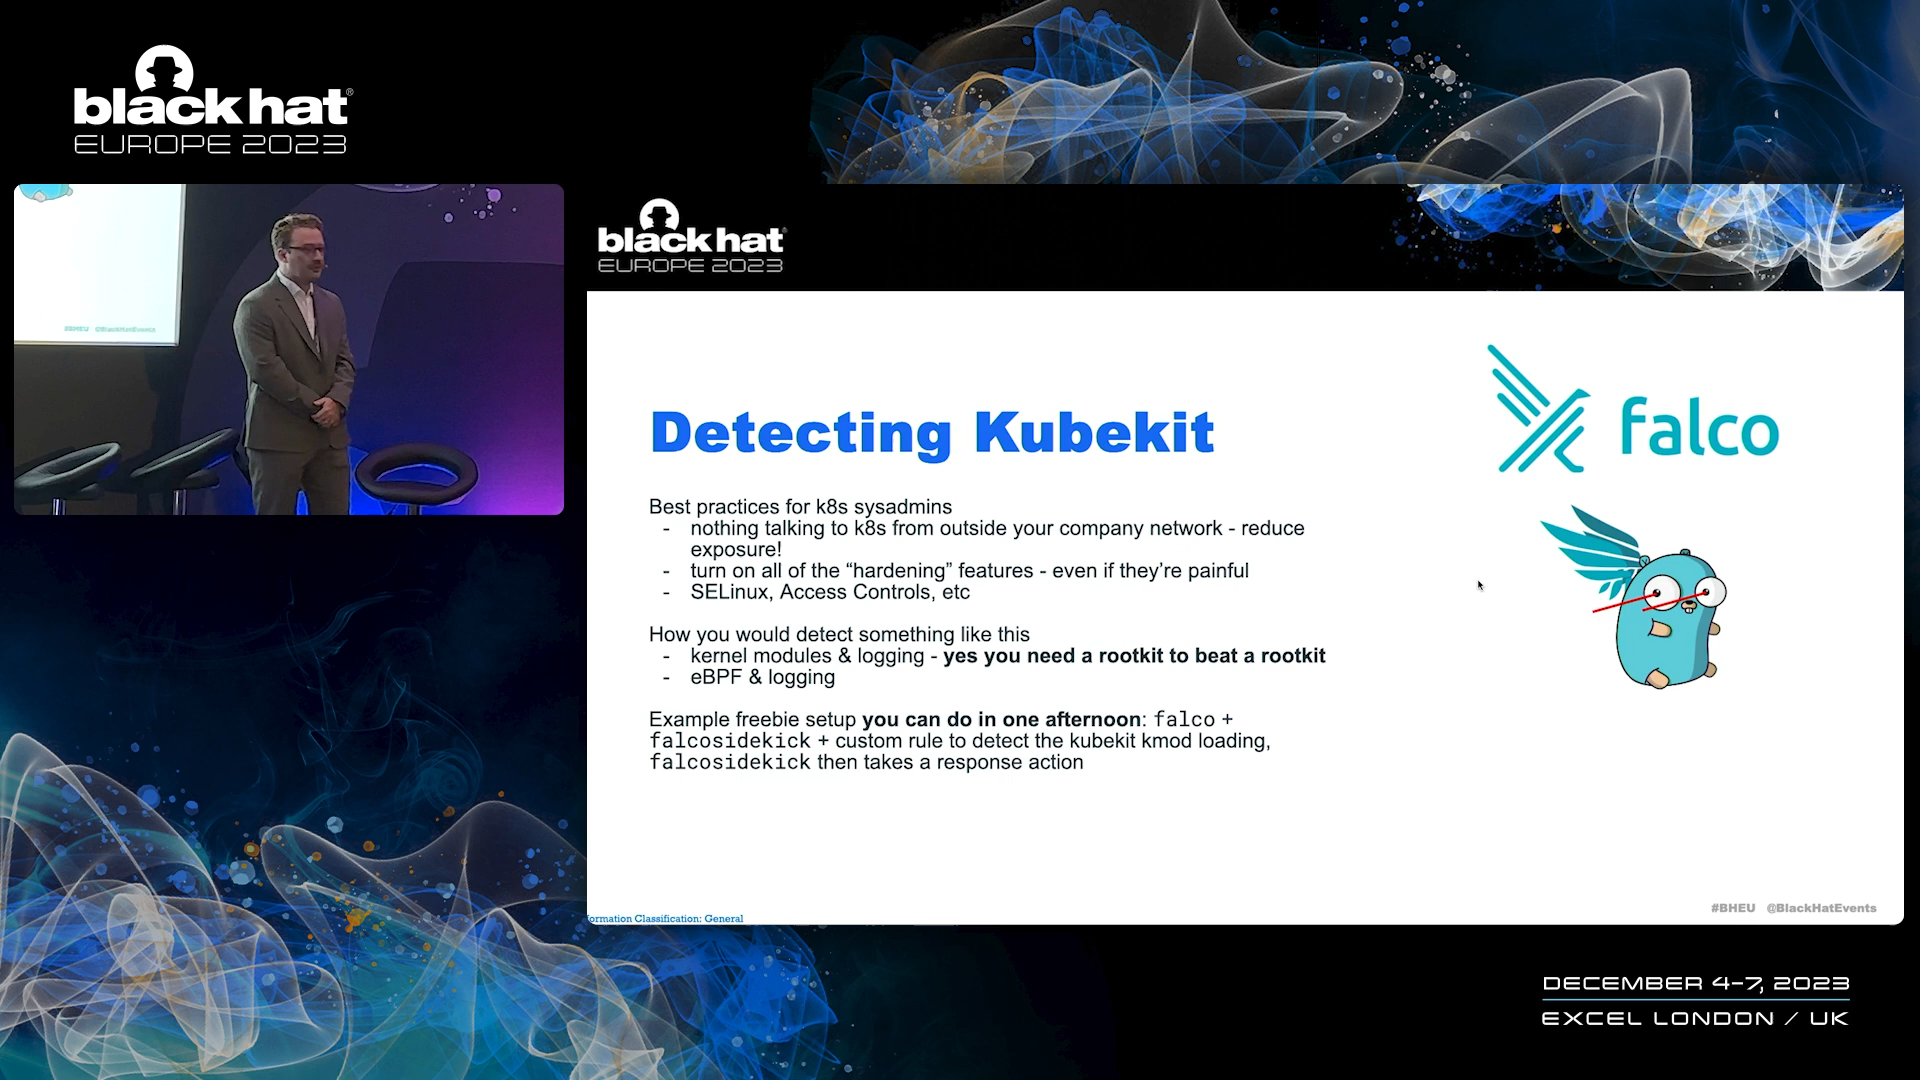 black hat®
EUROPE 2023
#BHEU @BlackHatEvents
black hat®
EUROPE 2023
falco
Detecting Kubekit
Best practices for k8s sysadmins
- nothing talking to k8s from outside your company network - reduce
exposure!
- turn on all of the “hardening” features - even if they’re painful
- SELinux, Access Controls, etc
How you would detect something like this
- kernel modules & logging - yes you need a rootkit to beat a rootkit
- eBPF & logging
Example freebie setup you can do in one afternoon: falco +
falcosidekick + custom rule to detect the kubekit kmod loading,
falcosidekick then takes a response action
ormation Classification: General
#BHEU @BlackHatEvents
DECEMBER 4-7, 2023
EXCEL LONDON / UK